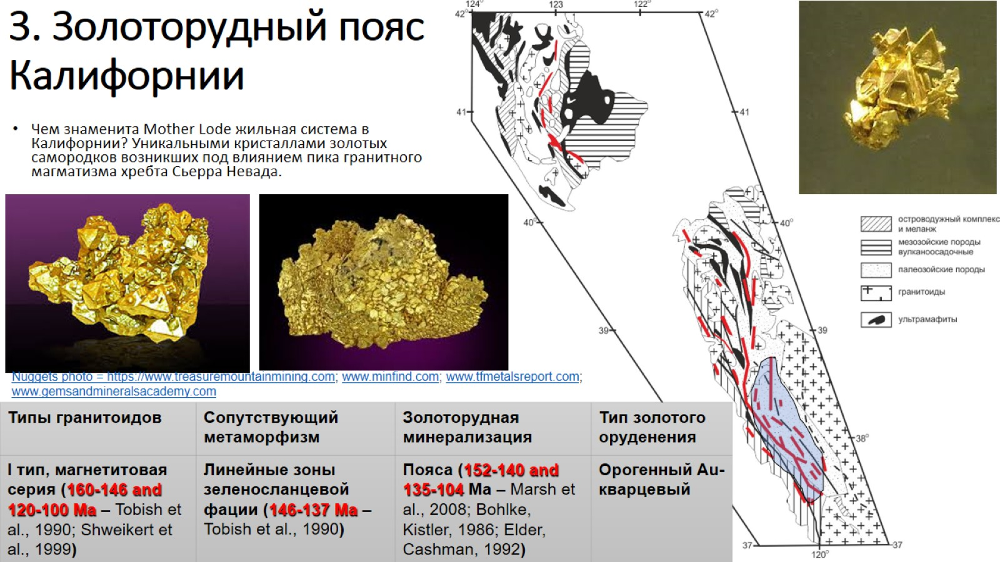 3. Золоторудный пояс
Калифорнии
• Чем знаменита Mother Lode жильная система в
Калифорнии? Уникальными кристаллами золотых
самородков возникших под влиянием пика гранитного
магматизма хребта Сьерра Невада.
Nuggets photo = https://www.treasuremountainmining.com; www.minfind.com; www.tfmetalsreport.com;
www.gemsandmineralsacademy.com
124°
123
122°
42°
42°
41
41
40°
40°
39
39
38°
37
37
120°
островодужный комплекс
и меланж
мезозойские породы
вулканоосадочные
палеозойские породы
гранитоиды
ультрамафиты
Типы гранитоидов
Сопутствующий
метаморфизм
Золоторудная
минерализация
Тип золотого
оруденения
I тип, магнетитовая
серия (160-146 and
120-100 Ma – Tobish et
al., 1990; Shweikert et
al., 1999)
Линейные зоны
зеленосланцевой
фации (146-137 Ma –
Tobish et al., 1990)
Пояса (152-140 and
135-104 Ma – Marsh et
al., 2008; Bohlke,
Kistler, 1986; Elder,
Cashman, 1992)
Орогенный Au-
кварцевый